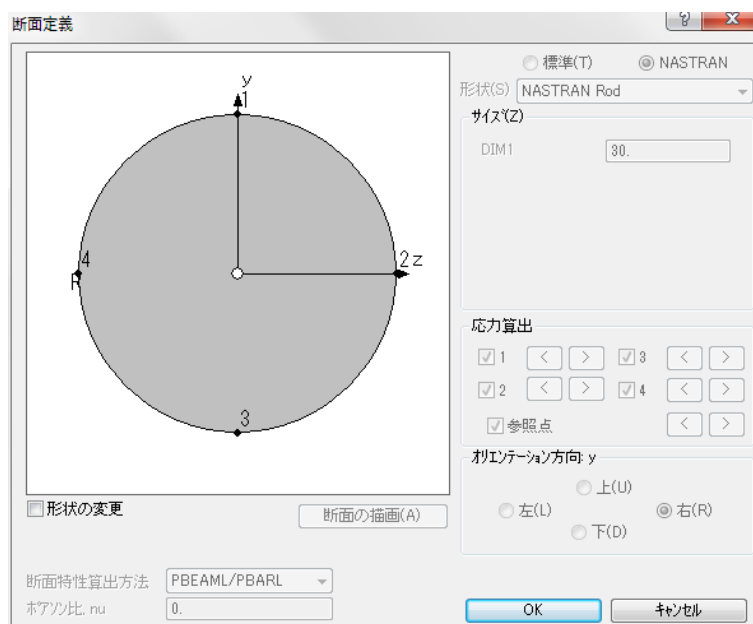 断面定義
標準(T) NASTRAN
形状(S) NASTRAN Rod
サイズ(Z)
DIM1 30.
y
1
4 2 z
R
3
応力算出
1 < > 3 < >
2 < > 4 < >
参照点 < >
オリエンテーション方向: y
上(U)
左(L) 右(R)
下(D)
形状の変更 断面の描画(A)
断面特性算出方法 PBEAML/PBARL
ポアソン比, nu 0.
OK キャンセル